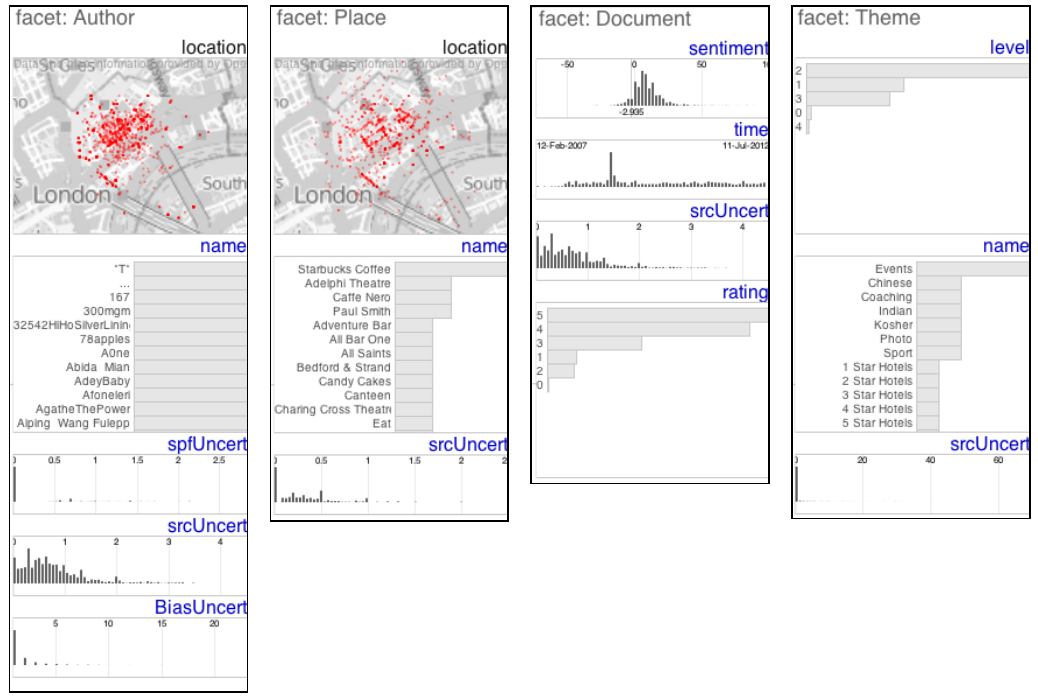 facet: Author
location
London
South
name
"T"
...
167
300mgm
32542HiHoSilverLinin
78apples
A0ne
Abida Mian
AdeyBaby
Afoneleri
AgatheThePower
Aiping Wang Fulepp
spfUncert
0.5 1 1.5 2 2.5
srcUncert
1 2 3 4
BiasUncert
5 10 15 20
facet: Place
location
London
South
name
Starbucks Coffee
Adelphi Theatre
Caffe Nero
Paul Smith
Adventure Bar
All Bar One
All Saints
Bedford & Strand
Candy Cakes
Canteen
Charing Cross Theatr
Eat
srcUncert
0.5 1 1.5 2
facet: Document
sentiment
-50 0 50
-2.935
time
12-Feb-2007 11-Jul-2012
srcUncert
1 2 3 4
rating
5
4
3
1
2
0
facet: Theme
level
2
1
3
0
4
name
Events
Chinese
Coaching
Indian
Kosher
Photo
Sport
1 Star Hotels
2 Star Hotels
3 Star Hotels
4 Star Hotels
5 Star Hotels
srcUncert
0 20 40 60